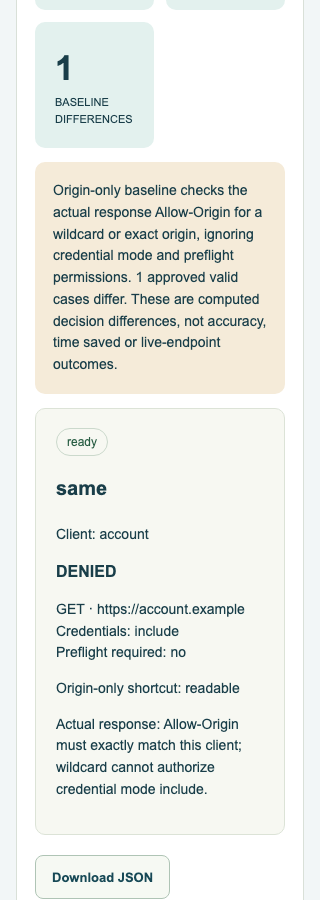 1
BASELINE
DIFFERENCES
Origin-only baseline checks the
actual response Allow-Origin for a
wildcard or exact origin, ignoring
credential mode and preflight
permissions. 1 approved valid
cases differ. These are computed
decision differences, not accuracy,
time saved or live-endpoint
outcomes.
ready
same
Client: account
DENIED
GET · https://account.example
Credentials: include
Preflight required: no
Origin-only shortcut: readable
Actual response: Allow-Origin
must exactly match this client;
wildcard cannot authorize
credential mode include.
Download JSON